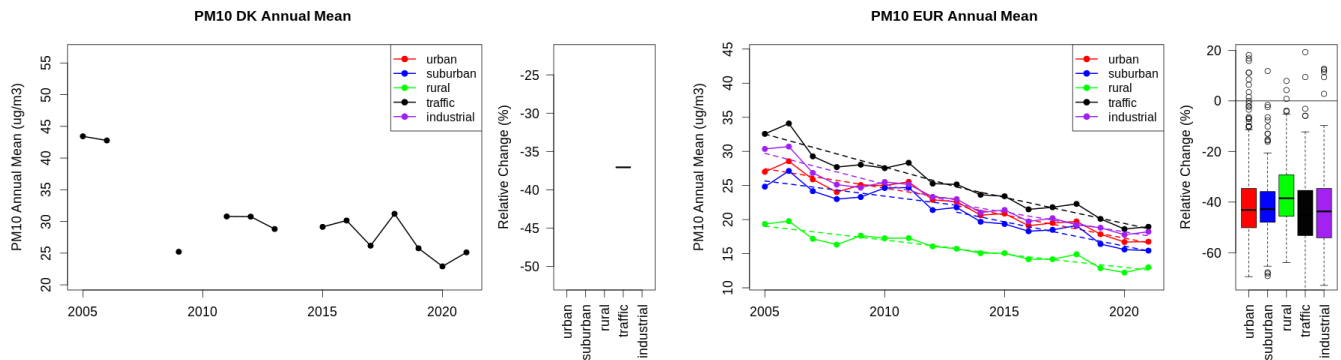 PM10 DK Annual Mean
PM10 Annual Mean (ug/m3)
55
50
45
40
35
30
25
20
2005
2010
2015
2020
urban
suburban
rural
traffic
industrial
Relative Change (%)
-25
-30
-35
-40
-45
-50
urban
suburban
rural
traffic
industrial
PM10 EUR Annual Mean
PM10 Annual Mean (ug/m3)
45
40
35
30
25
20
15
10
2005
2010
2015
2020
urban
suburban
rural
traffic
industrial
Relative Change (%)
20
0
-20
-40
-60
urban
suburban
rural
traffic
industrial